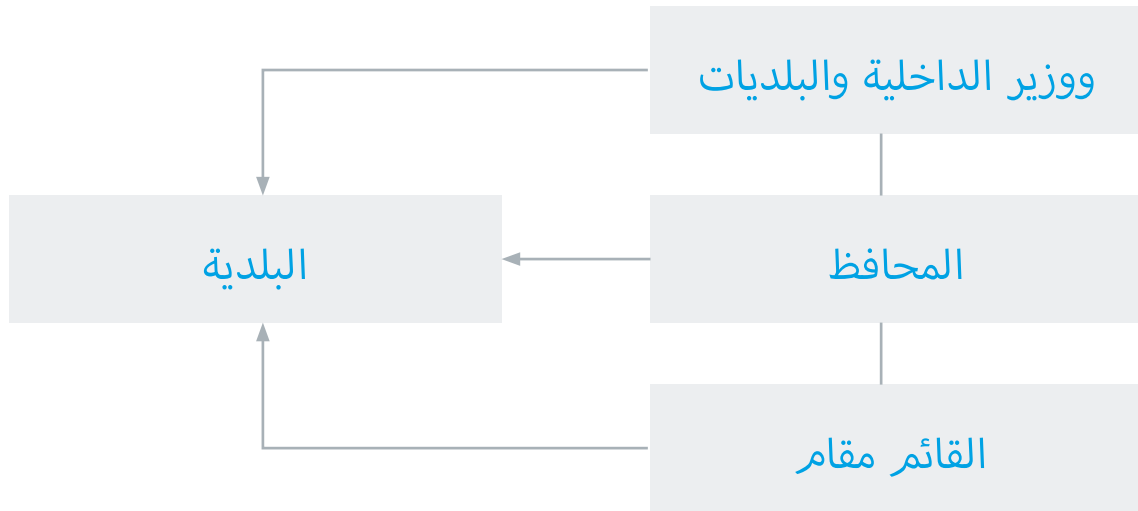 ووزير الداخلية والبلديات
المحافظ
البلدية
القائم مقام